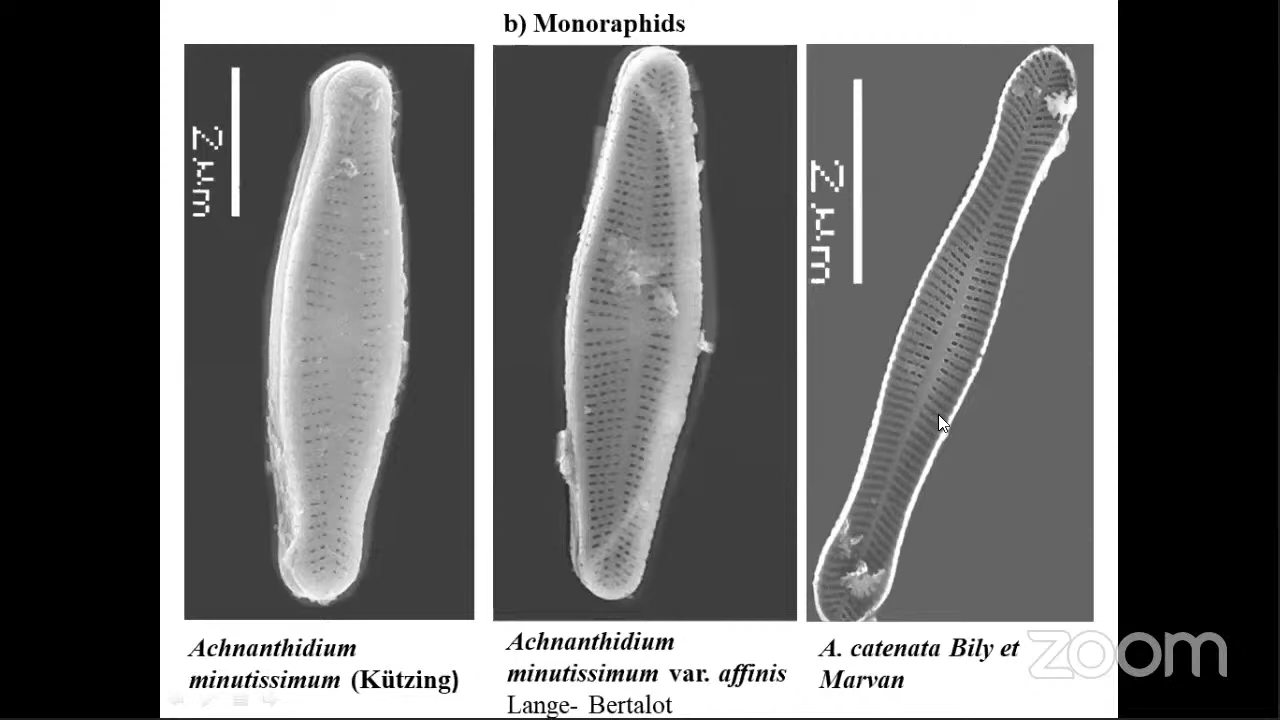 b) Monoraphids
2 µm
2 µm
Achnanthidium
minutissimum (Kützing)
Achnanthidium
minutissimum var. affinis
Lange- Bertalot
A. catenata Bily et
Marvan
zoom